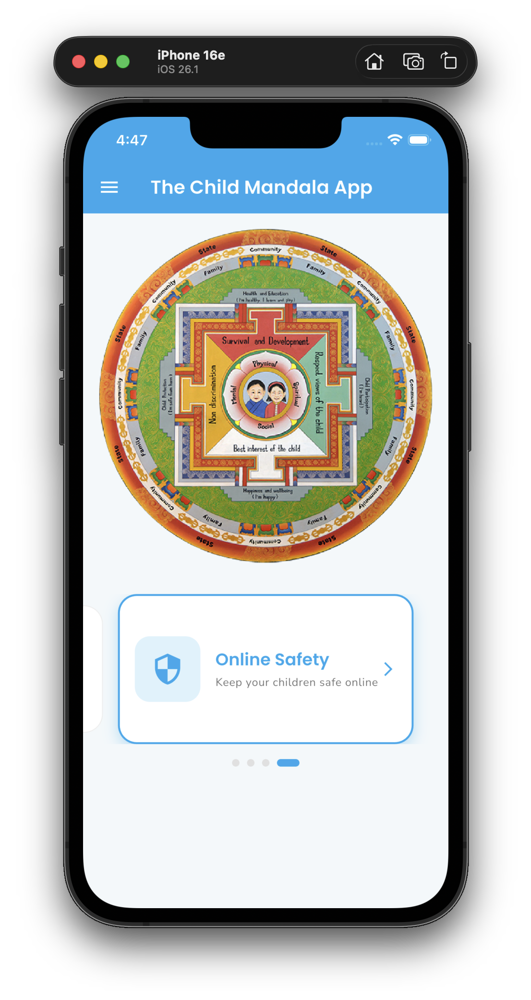 iPhone 16e
iOS 26.1
4:47
The Child Mandala App
State
State
Community
Family
Family
Community
Community
Health and Education
(I'm healthy, I learn and play)
State
State
Family
Family
Survival and Development
Physical
Non discrimination
Mental
Spiritual
Respect views of the child
Child Protection
(I'm safe from harm)
Child Participation
(I'm heard)
Community
Community
Social
Best interest of the child
State
State
Family
Family
Happiness and wellbeing
(I'm happy)
Community
Community
Family
Family
Community
State
State
Online Safety
Keep your children safe online